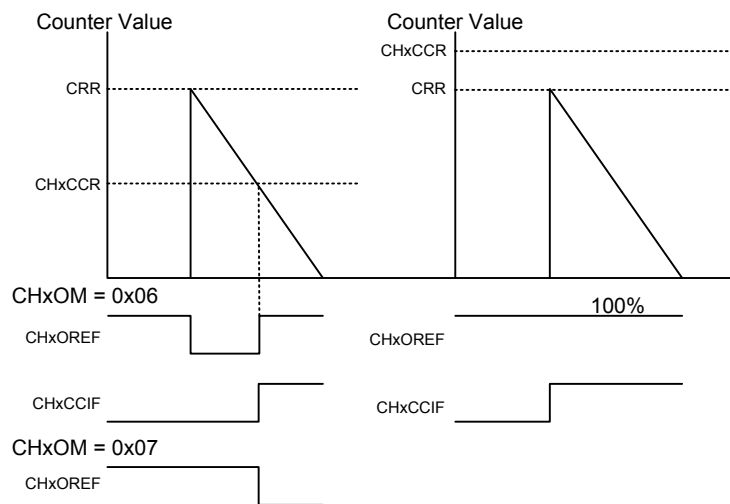 Counter Value
CRR
CHxCCR
CHxOM = 0x06
CHxOREF
CHxCCIF
CHxOM = 0x07
CHxOREF
Counter Value
CHxCCR
CRR
100%
CHxOREF
CHxCCIF